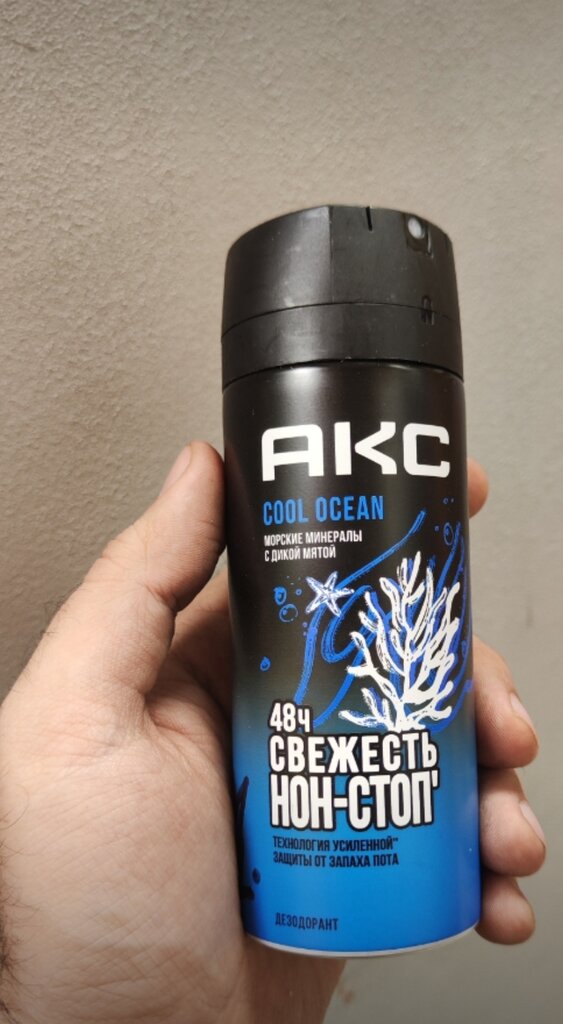 АКС
COOL OCEAN
МОРСКИЕ МИНЕРАЛЫ
С ДИКОЙ МЯТОЙ
48Ч
СВЕЖЕСТЬ
НОН-СТОП'
ТЕХНОЛОГИЯ УСИЛЕННОЙ"
ЗАЩИТЫ ОТ ЗАПАХА ПОТА
ДЕЗОДОРАНТ